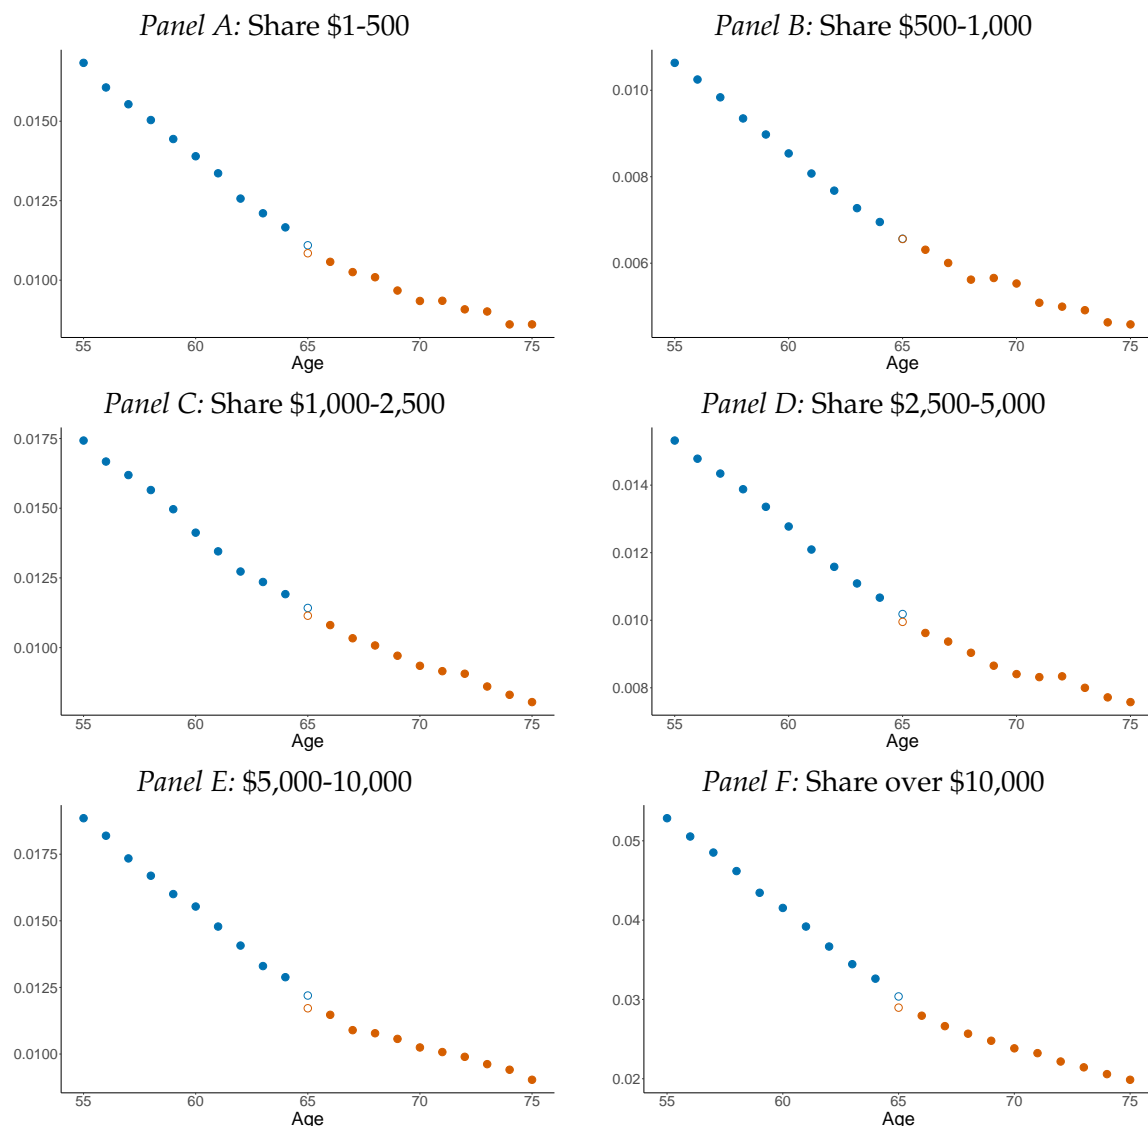 Panel A: Share $1-500
0.0150
0.0125
0.0100
55 60 65 70 75
Age
Panel B: Share $500-1,000
0.010
0.008
0.006
55 60 65 70 75
Age
Panel C: Share $1,000-2,500
0.0175
0.0150
0.0125
0.0100
55 60 65 70 75
Age
Panel D: Share $2,500-5,000
0.014
0.012
0.010
0.008
55 60 65 70 75
Age
Panel E: $5,000-10,000
0.0175
0.0150
0.0125
0.0100
55 60 65 70 75
Age
Panel F: Share over $10,000
0.05
0.04
0.03
0.02
55 60 65 70 75
Age